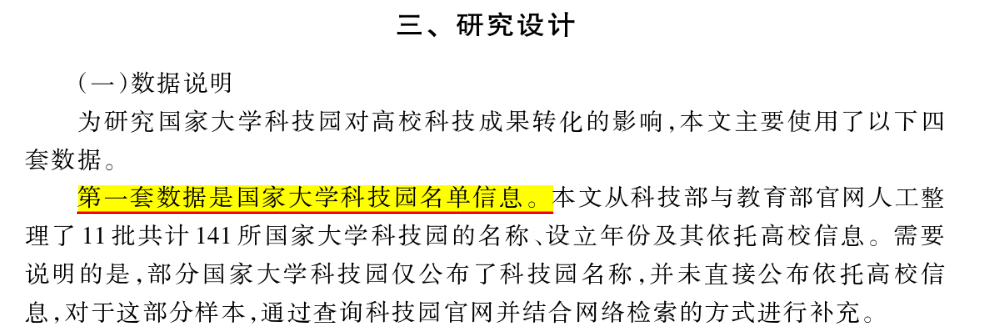 三、研究设计
(一)数据说明
为研究国家大学科技园对高校科技成果转化的影响,本文主要使用了以下四
套数据。
第一套数据是国家大学科技园名单信息。本文从科技部与教育部官网人工整
理了11批共计141所国家大学科技园的名称、设立年份及其依托高校信息。需要
说明的是,部分国家大学科技园仅公布了科技园名称,并未直接公布依托高校信
息,对于这部分样本,通过查询科技园官网并结合网络检索的方式进行补充。